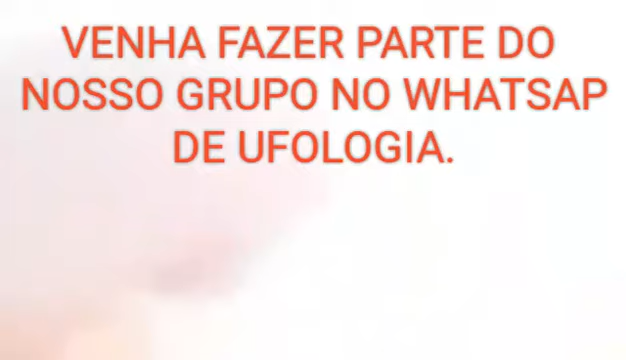 VENHA FAZER PARTE DO
NOSSO GRUPO NO WHATSAP
DE UFOLOGIA.